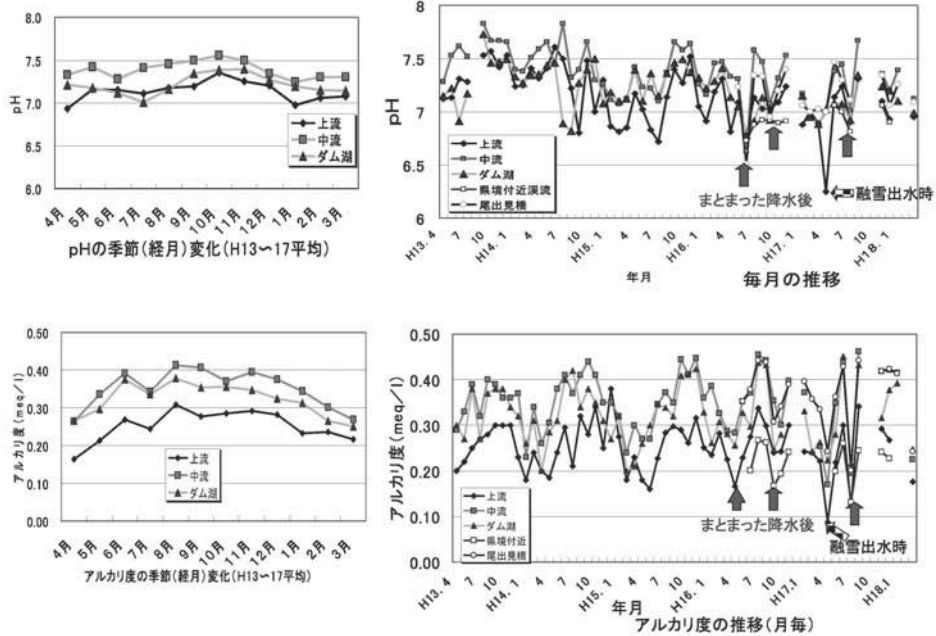 8.0
7.5
7.0
6.5
6.0
pH
上流
中流
ダム湖
4月 5月 6月 7月 8月 9月 10月 11月 12月 1月 2月 3月
pHの季節(経月)変化(H13〜17平均)
8
7.5
7
6.5
6
pH
上流
中流
ダム湖
県境付近渓流
尾出見橋
まとまった降水後
融雪出水時
H13. 4 7 10 H14. 1 4 7 10 H15. 1 4 7 10 H16. 1 4 7 10 H17. 1 4 7 10 H18. 1
年月
毎月の推移
0.50
0.40
0.30
0.20
0.10
0.00
アルカリ度(meq/l)
上流
中流
ダム湖
4月 5月 6月 7月 8月 9月 10月 11月 12月 1月 2月 3月
アルカリ度の季節(経月)変化(H13〜17平均)
0.50
0.40
0.30
0.20
0.10
0.00
アルカリ度(meq/l)
上流
中流
ダム湖
県境付近
尾出見橋
まとまった降水後
融雪出水時
H13. 4 7 10 H14. 1 4 7 10 H15. 1 4 7 10 H16. 1 4 7 10 H17.1 4 7 10 H18.1
年月
アルカリ度の推移(月毎)